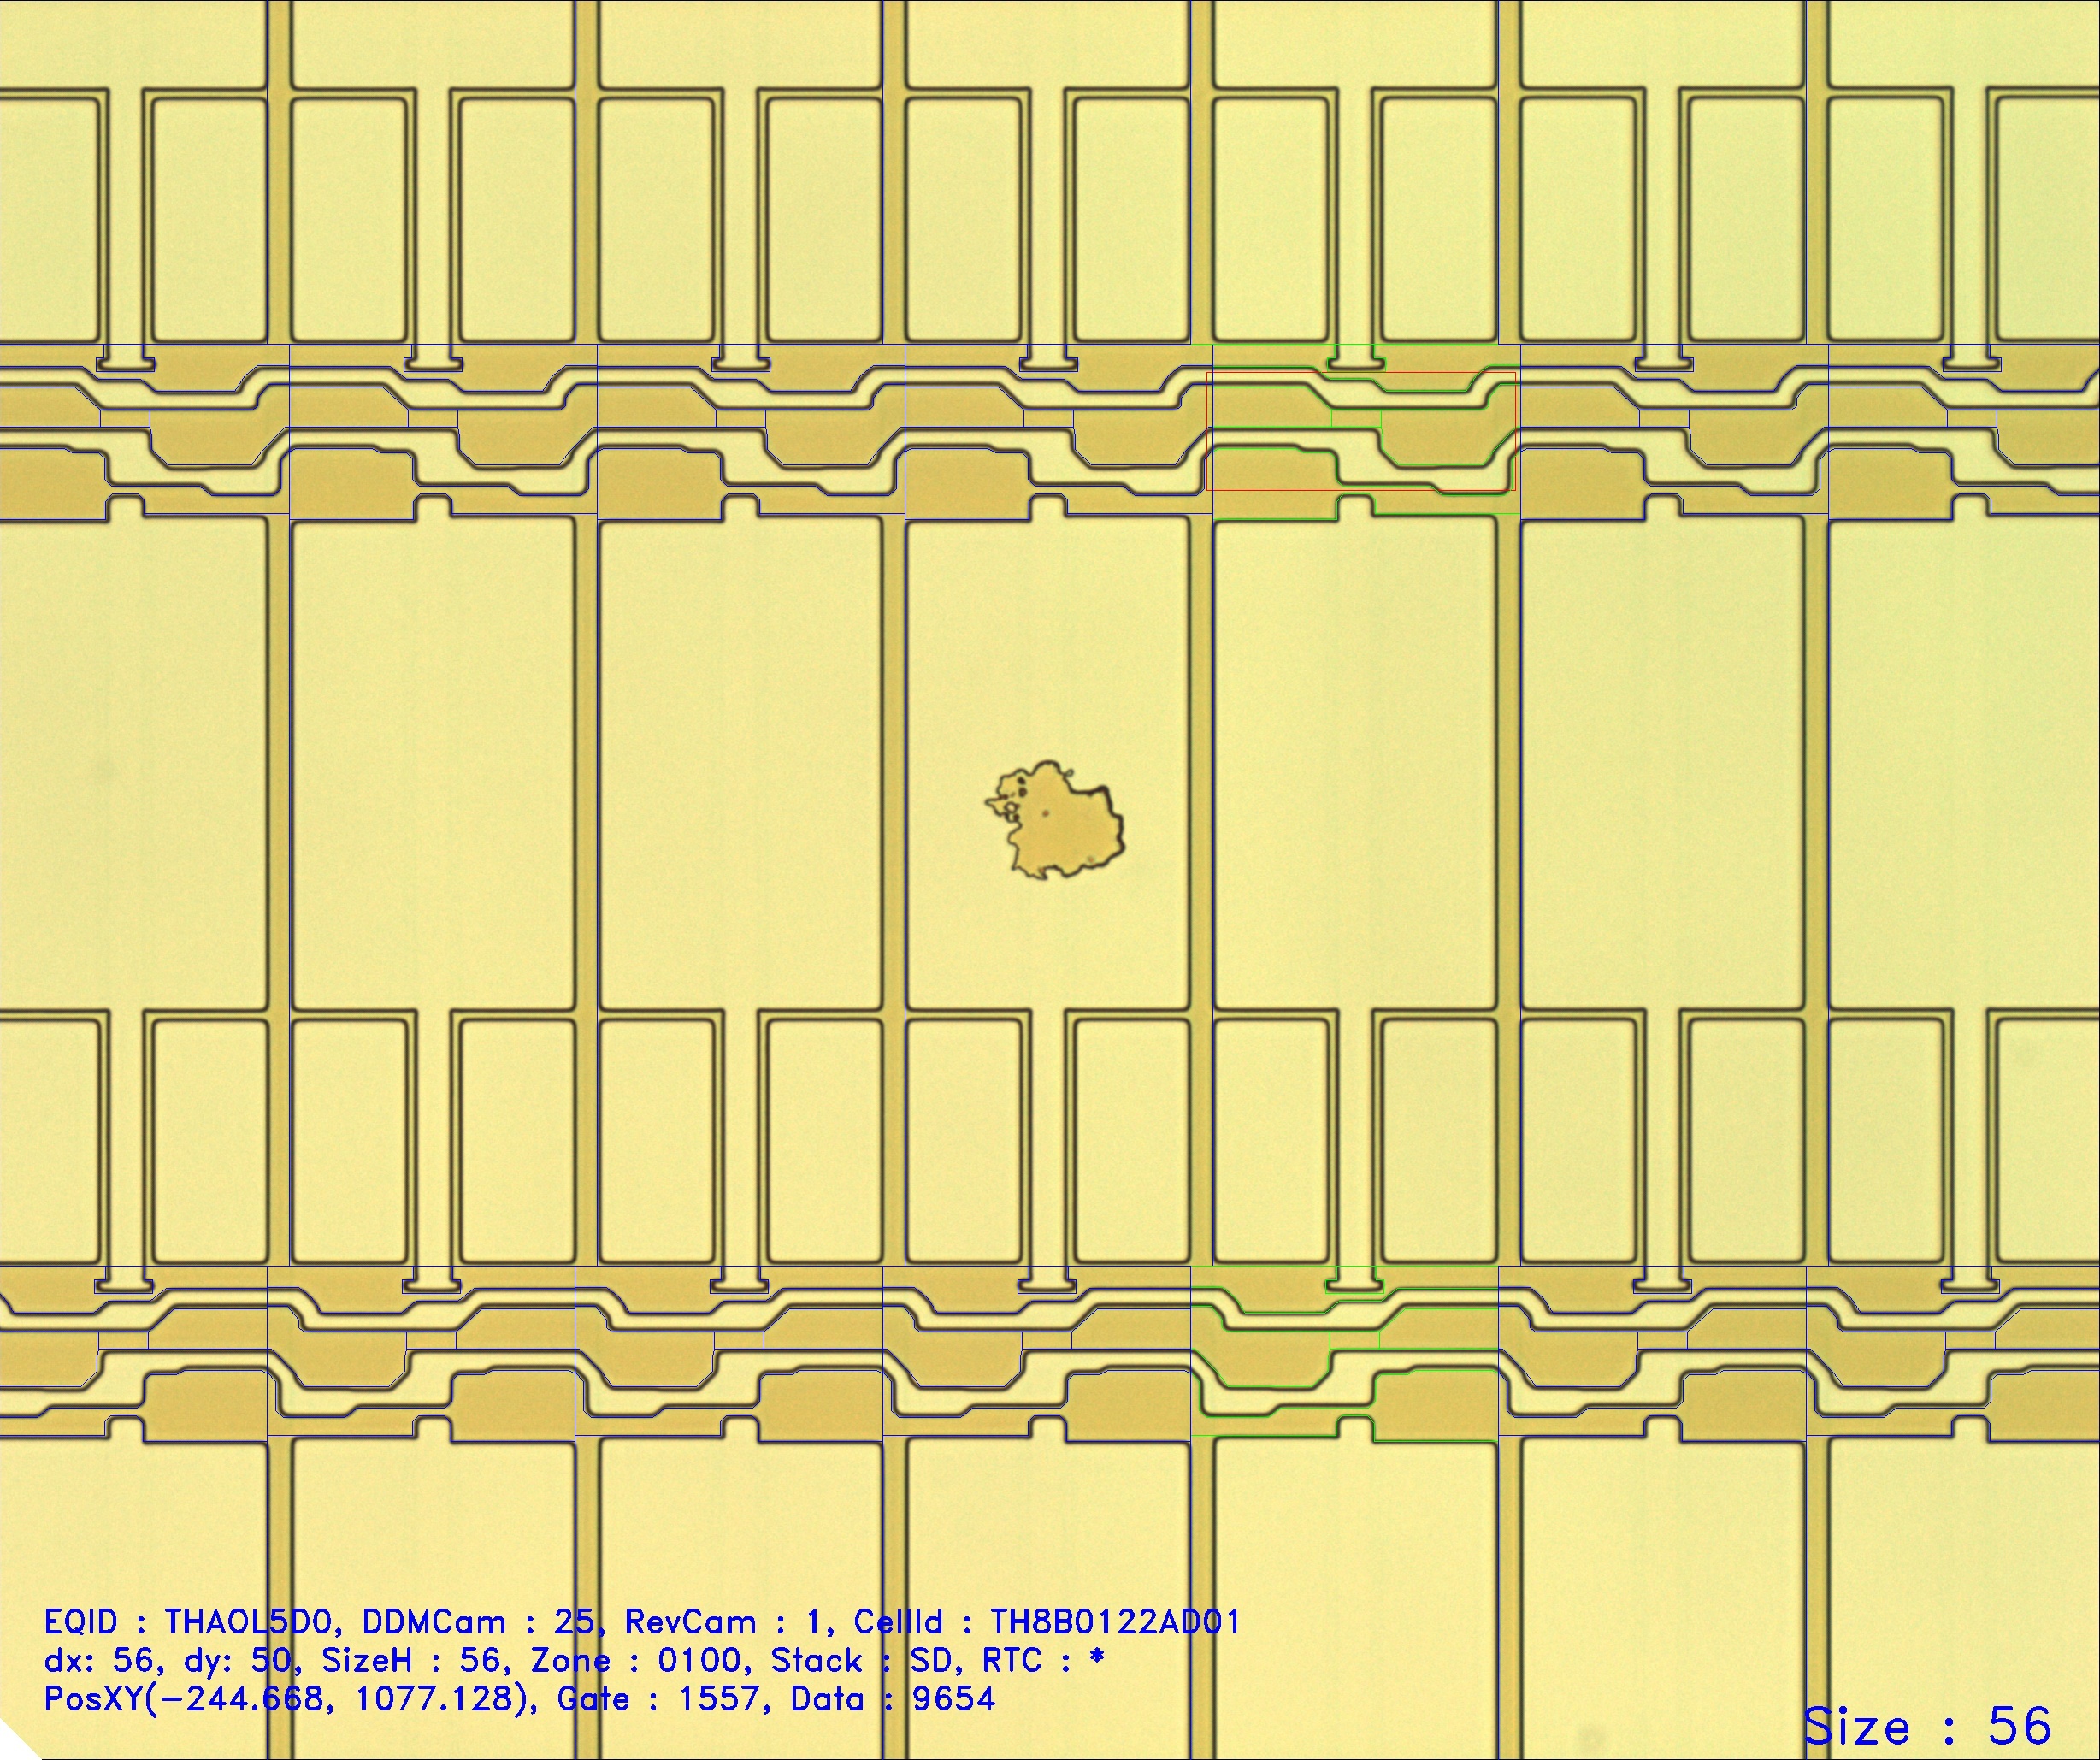 EQID : THAOL5D0, DDMCam : 25, RevCam : 1, CellId : TH8B0122AD01
dx: 56, dy: 50, SizeH : 56, Zone : 0100, Stack : SD, RTC : *
PosXY(-244.668, 1077.128), Gate : 1557, Data : 9654
Size : 56